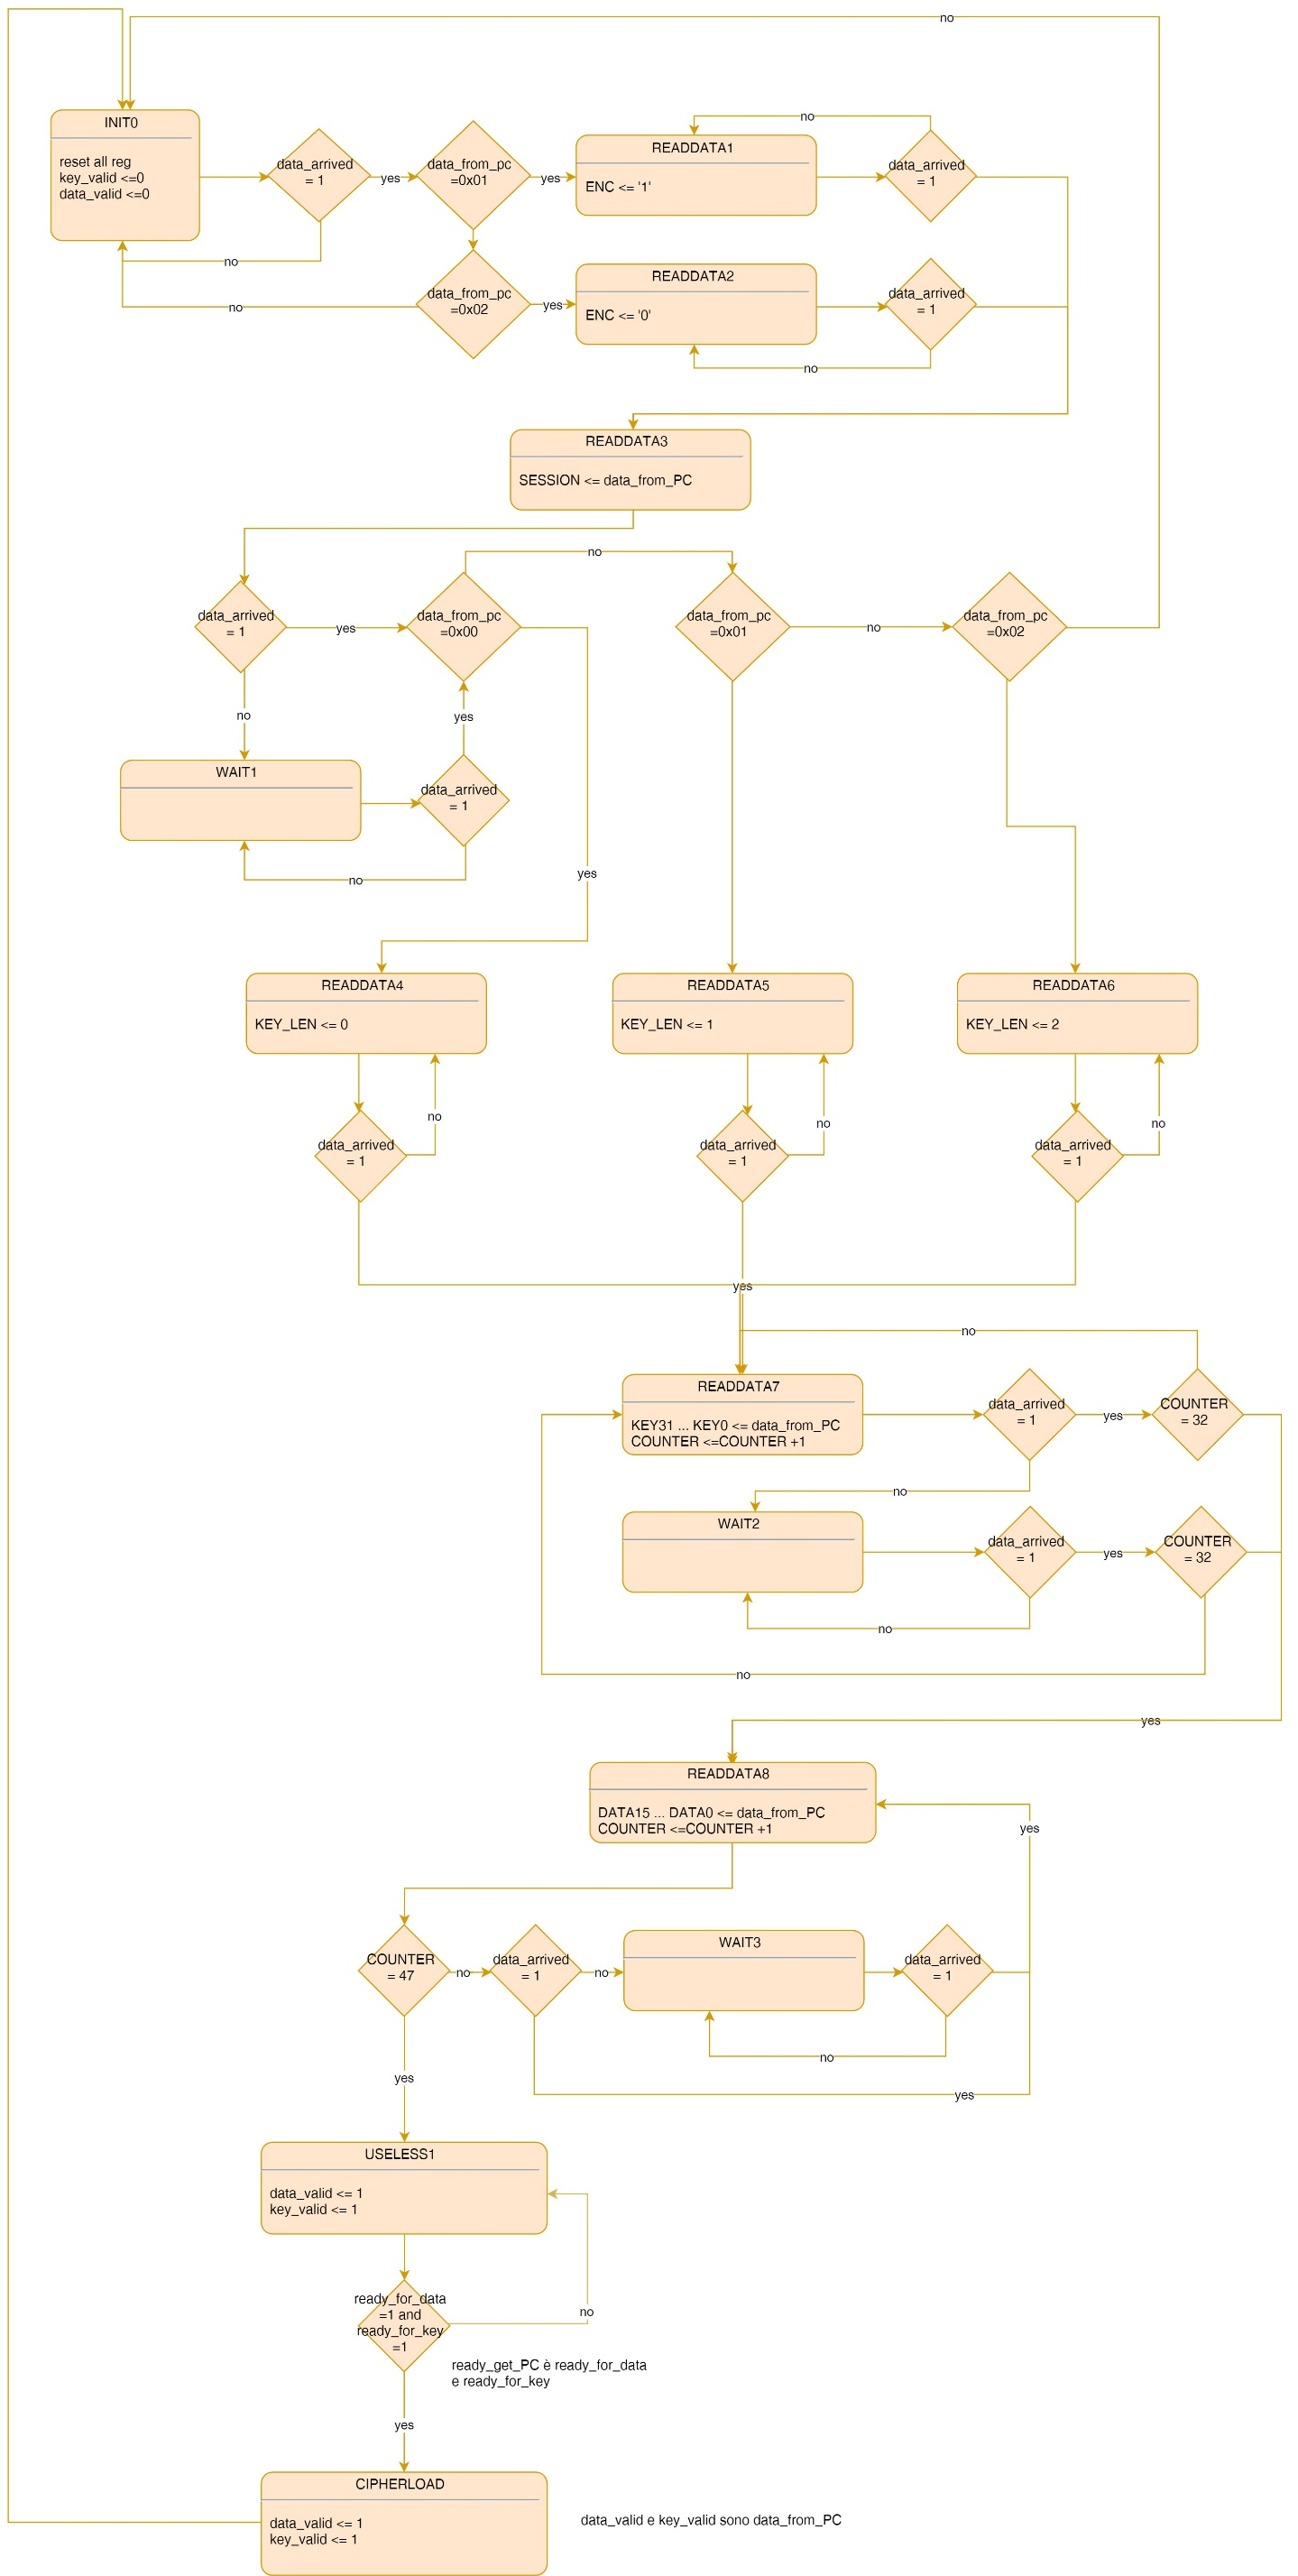 no
INIT0
reset all reg
key_valid <=0
data_valid <=0
data_arrived
= 1
yes
data_from_pc
=0x01
yes
READDATA1
ENC <= '1'
no
data_arrived
= 1
no
data_from_pc
=0x02
no
yes
READDATA2
ENC <= '0'
data_arrived
= 1
no
READDATA3
SESSION <= data_from_PC
no
data_arrived
= 1
yes
data_from_pc
=0x00
data_from_pc
=0x01
no
data_from_pc
=0x02
no
yes
WAIT1
data_arrived
= 1
no
yes
READDATA4
KEY_LEN <= 0
READDATA5
KEY_LEN <= 1
READDATA6
KEY_LEN <= 2
no
no
no
data_arrived
= 1
data_arrived
= 1
data_arrived
= 1
yes
no
READDATA7
KEY31 ... KEY0 <= data_from_PC
COUNTER <=COUNTER +1
data_arrived
= 1
yes
COUNTER
= 32
no
WAIT2
data_arrived
= 1
yes
COUNTER
= 32
no
no
yes
READDATA8
DATA15 ... DATA0 <= data_from_PC
COUNTER <=COUNTER +1
yes
COUNTER
= 47
no
data_arrived
= 1
no
WAIT3
data_arrived
= 1
no
yes
yes
USELESS1
data_valid <= 1
key_valid <= 1
ready_for_data
=1 and
ready_for_key
=1
no
ready_get_PC è ready_for_data
e ready_for_key
yes
CIPHERLOAD
data_valid <= 1
key_valid <= 1
data_valid e key_valid sono data_from_PC